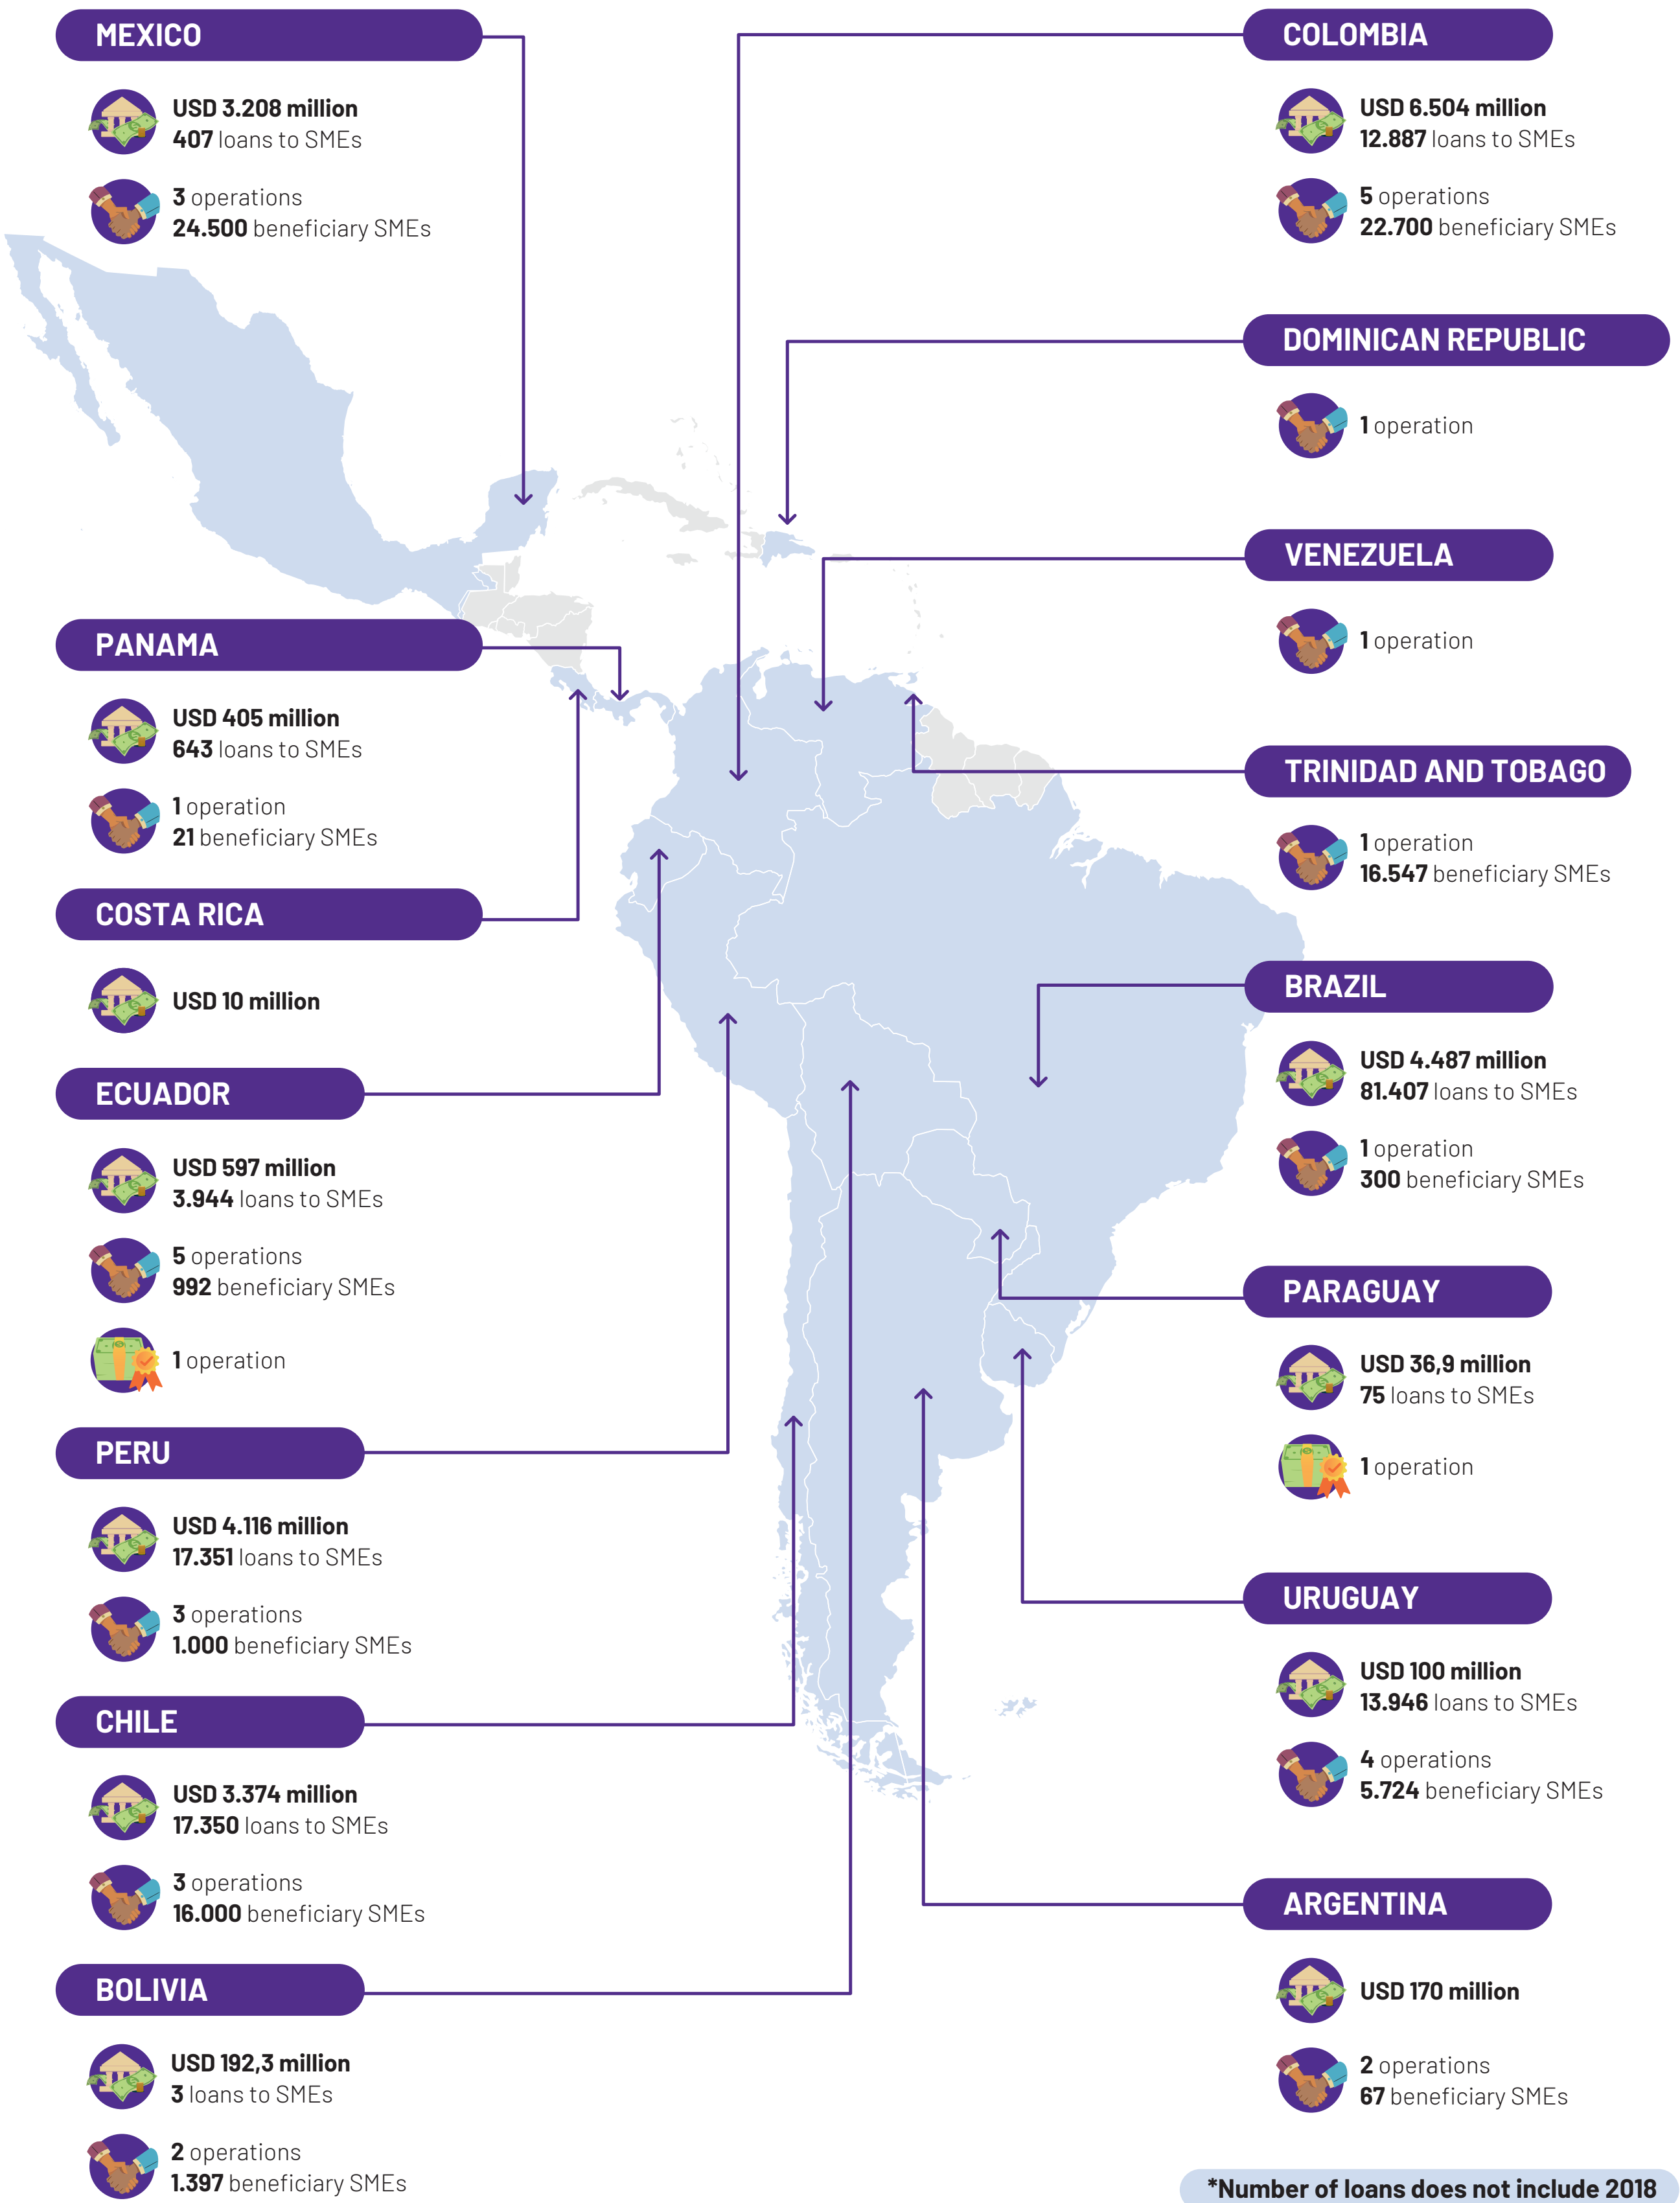 MEXICO
USD 3.208 million
407 loans to SMEs
3 operations
24.500 beneficiary SMEs
PANAMA
USD 405 million
643 loans to SMEs
1 operation
21 beneficiary SMEs
COSTA RICA
USD 10 million
ECUADOR
USD 597 million
3.944 loans to SMEs
5 operations
992 beneficiary SMEs
1 operation
PERU
USD 4.116 million
17.351 loans to SMEs
3 operations
1.000 beneficiary SMEs
CHILE
USD 3.374 million
17.350 loans to SMEs
3 operations
16.000 beneficiary SMEs
BOLIVIA
USD 192,3 million
3 loans to SMEs
2 operations
1.397 beneficiary SMEs
COLOMBIA
USD 6.504 million
12.887 loans to SMEs
5 operations
22.700 beneficiary SMEs
DOMINICAN REPUBLIC
1 operation
VENEZUELA
1 operation
TRINIDAD AND TOBAGO
1 operation
16.547 beneficiary SMEs
BRAZIL
USD 4.487 million
81.407 loans to SMEs
1 operation
300 beneficiary SMEs
PARAGUAY
USD 36,9 million
75 loans to SMEs
1 operation
URUGUAY
USD 100 million
13.946 loans to SMEs
4 operations
5.724 beneficiary SMEs
ARGENTINA
USD 170 million
2 operations
67 beneficiary SMEs
*Number of loans does not include 2018